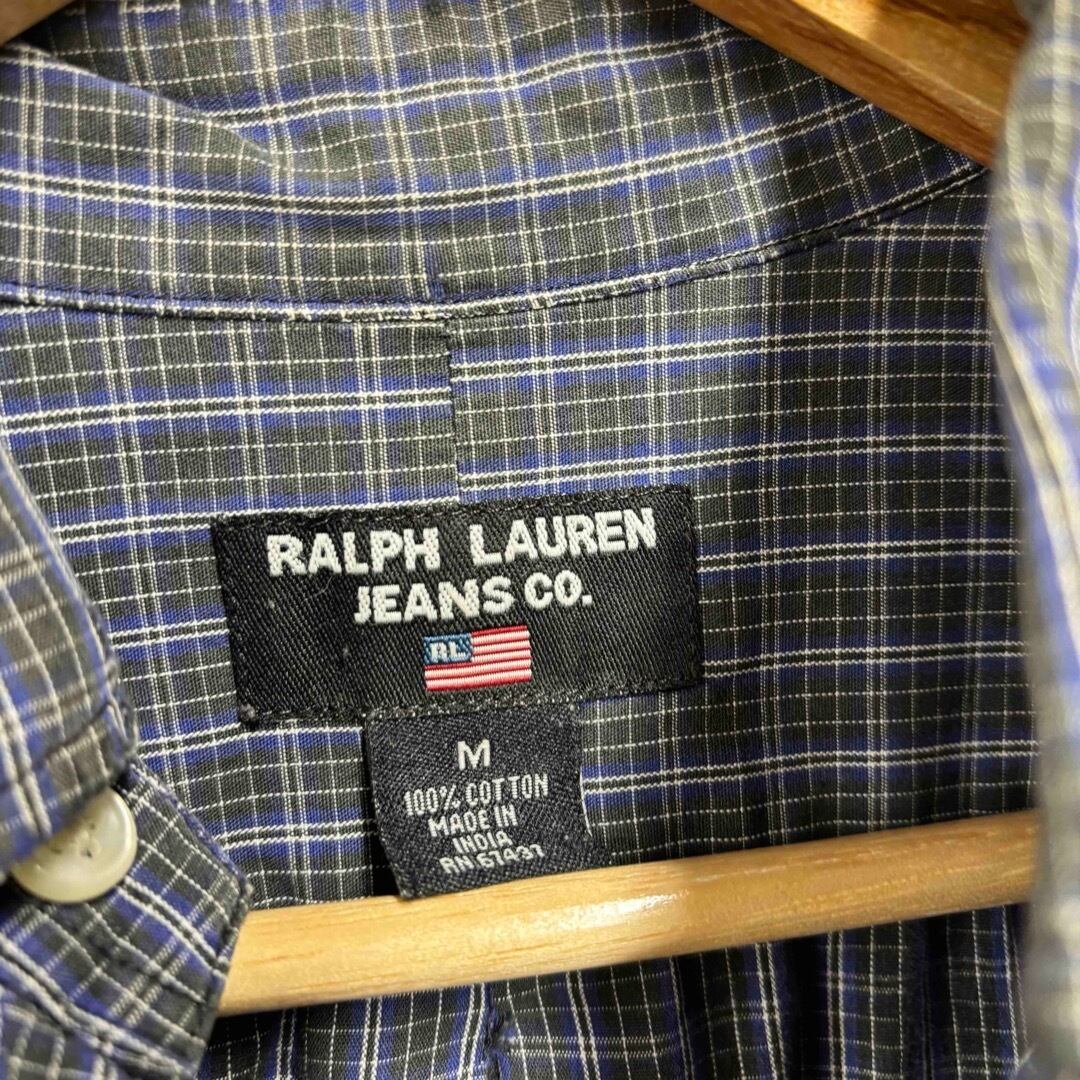 RALPH LAUREN
JEANS CO.
RL
M
100% COTTON
MADE IN
INDIA
RN 67437